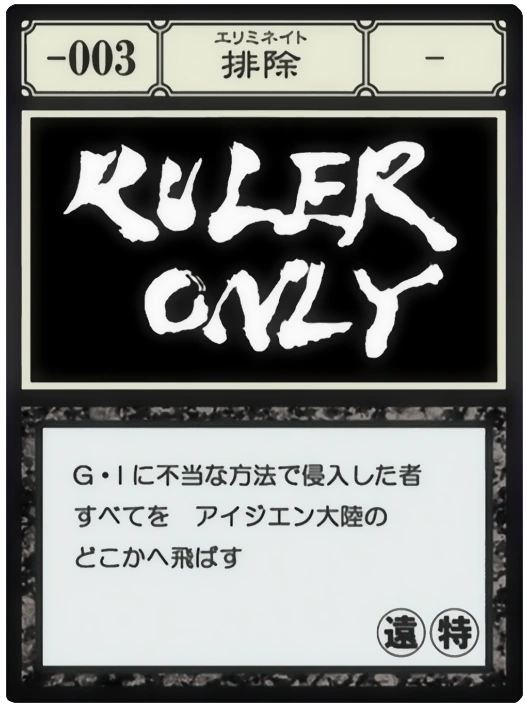 -003
エリミネイト
排除
-
RULER
ONLY
G・Iに不当な方法で侵入した者
すべてを　アイジエン大陸の
どこかへ飛ばす
遠 特